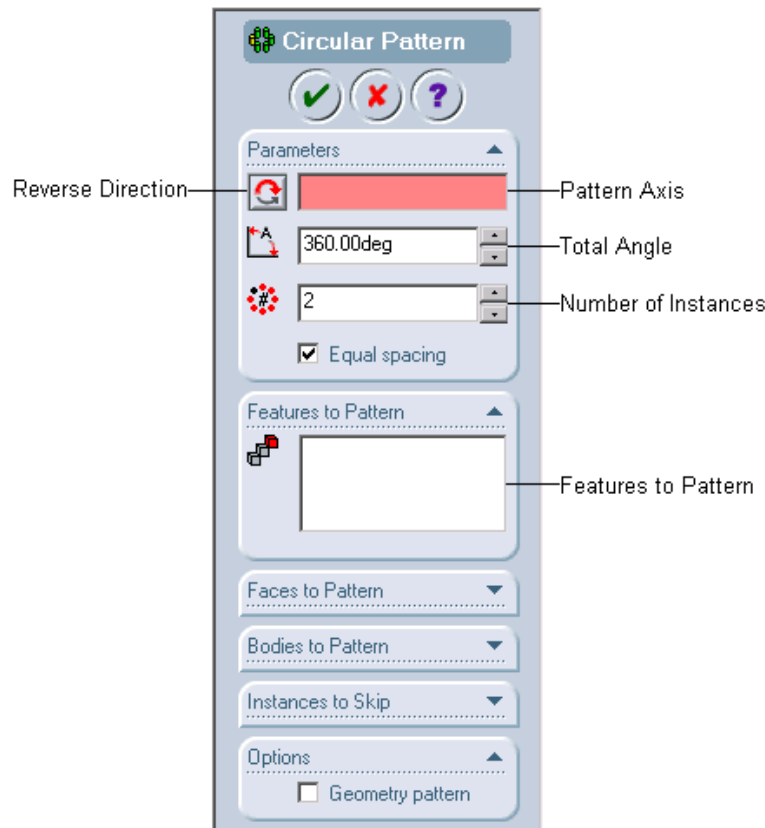 Circular Pattern
?
Parameters
Reverse Direction
Pattern Axis
A
360.00deg
Total Angle
#
2
Number of Instances
Equal spacing
Features to Pattern
Features to Pattern
Faces to Pattern
Bodies to Pattern
Instances to Skip
Options
Geometry pattern